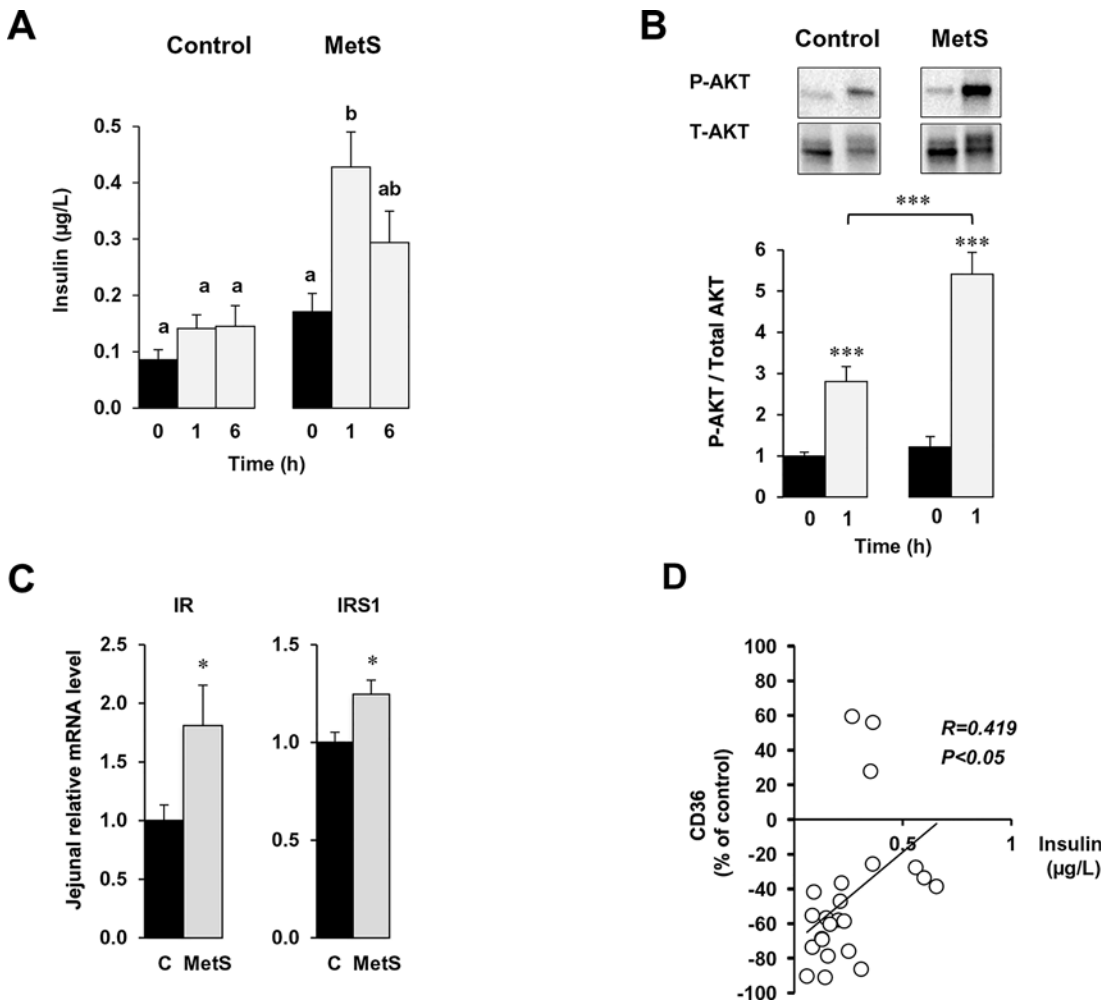 A
Control MetS
0.5
0.4
0.3
0.2
0.1
0.0
Insulin (µg/L)
a a a
a b ab
0 1 6 0 1 6
Time (h)
B
Control MetS
P-AKT
T-AKT
***
6
5
4
3
2
1
0
P-AKT / Total AKT
***
***
0 1 0 1
Time (h)
C
IR IRS1
Jejunal relative mRNA level
2.5
2.0
1.5
1.0
0.5
0.0
*
C MetS
1.5
1.0
0.5
0.0
*
C MetS
D
100
80
60
40
20
0
-20
-40
-60
-80
-100
CD36
(% of control)
R=0.419
P<0.05
0.5 1
Insulin
(µg/L)